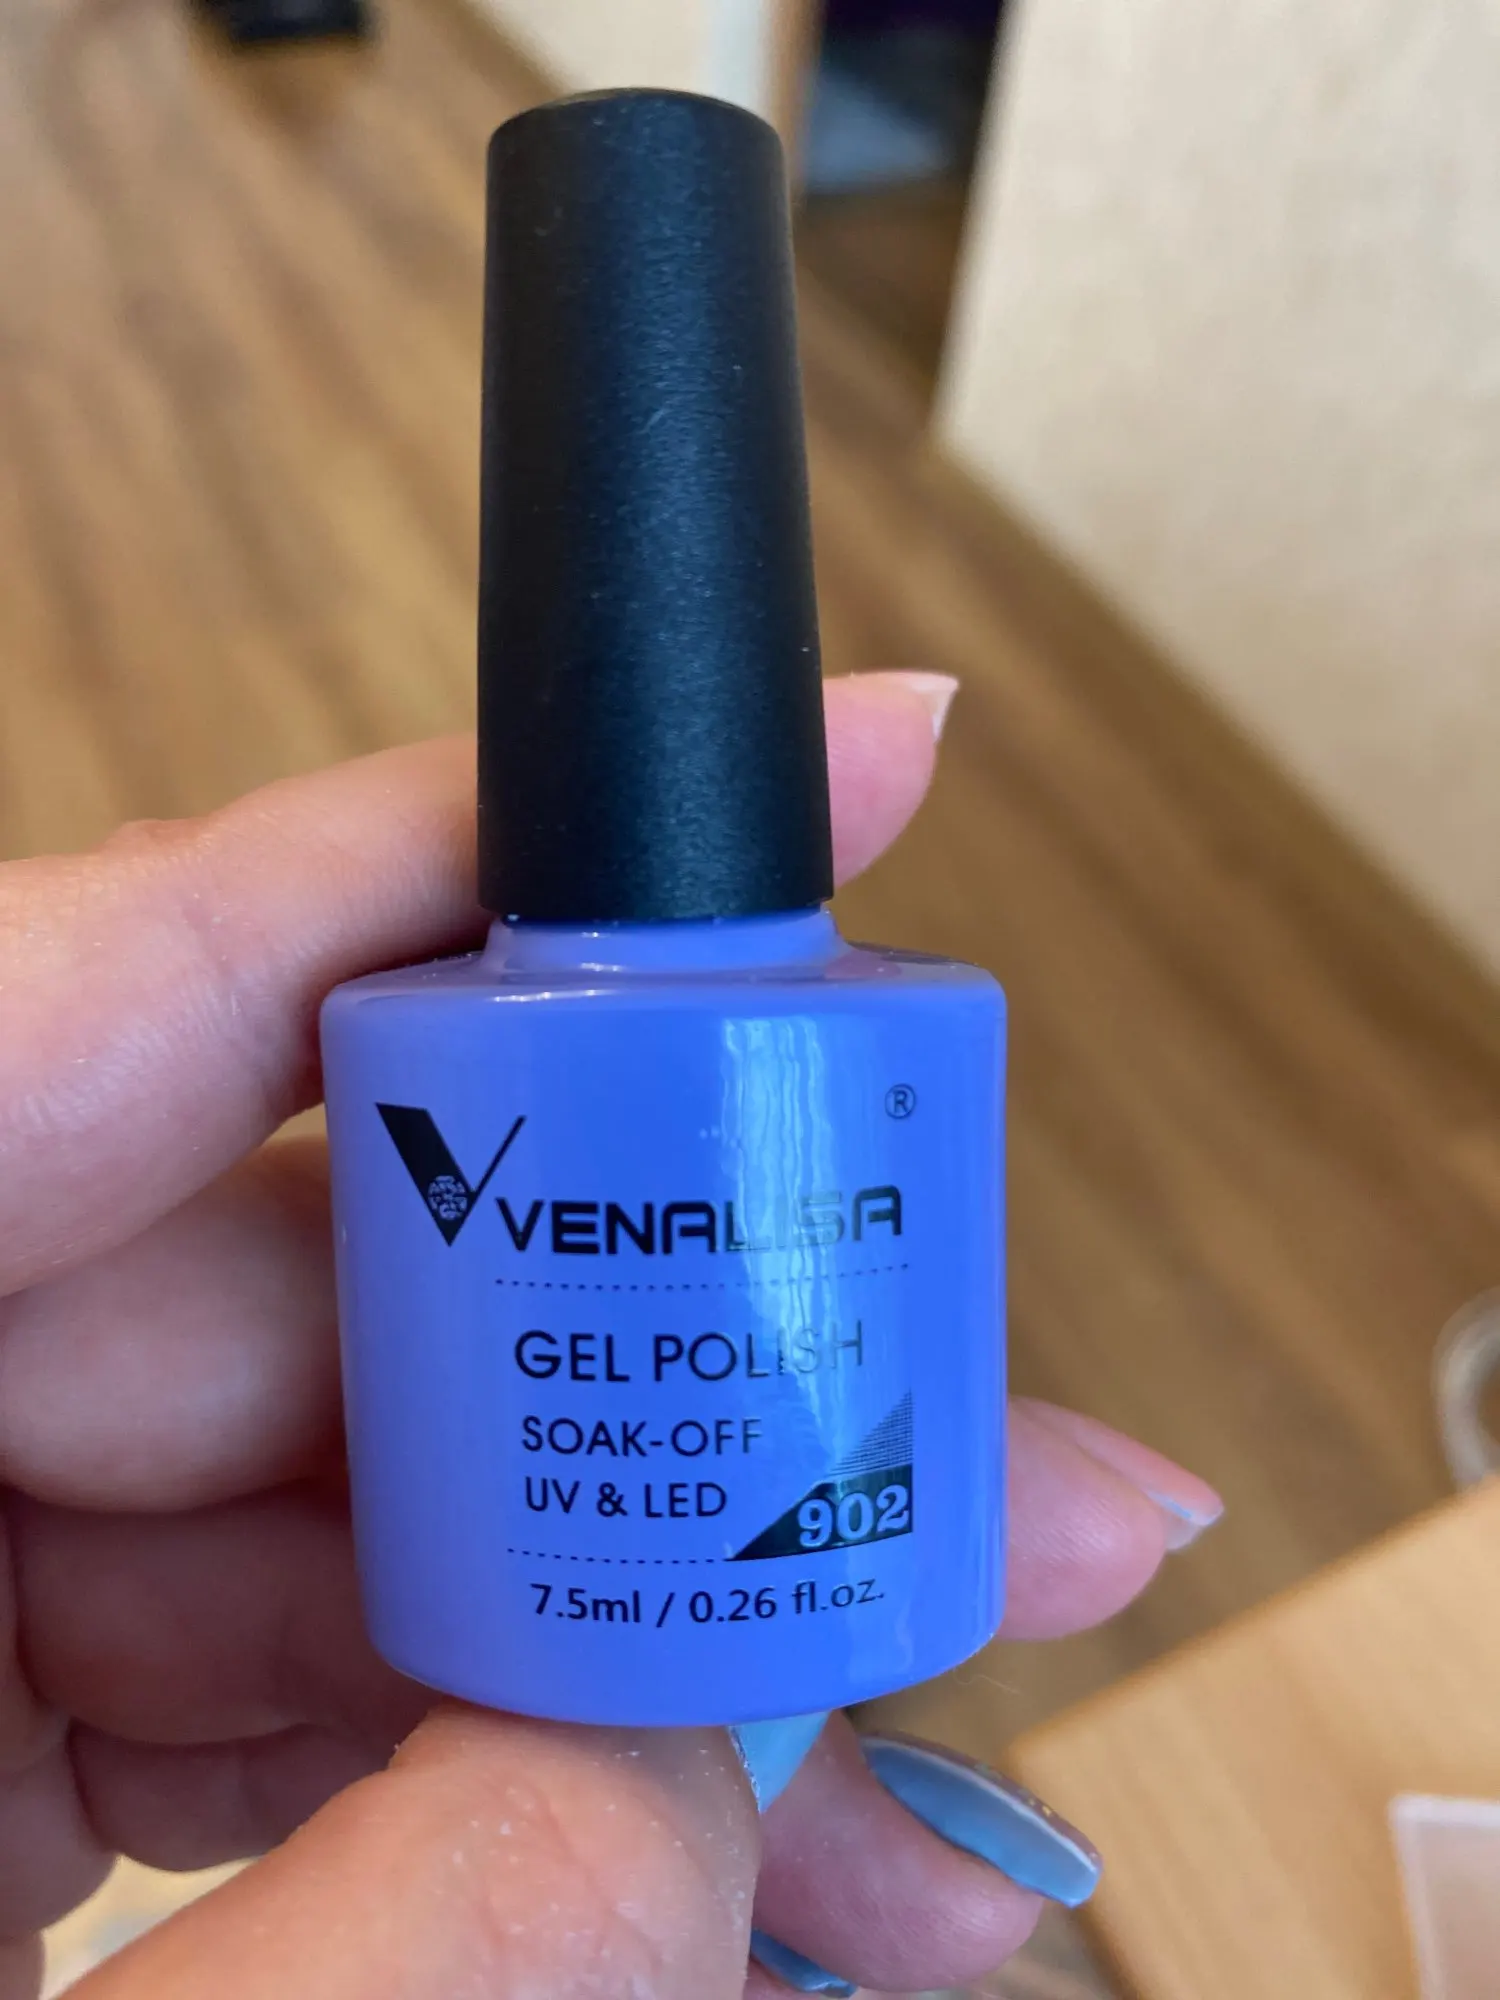 ®
VENALISA
GEL POLISH
SOAK-OFF
UV & LED
902
7.5ml / 0.26 fl.oz.